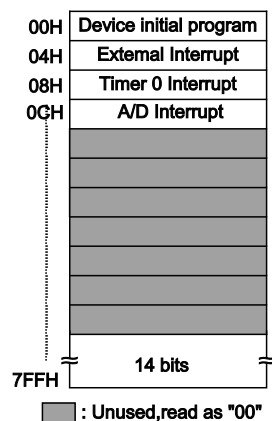 00H Device initial program
04H External Interrupt
08H Timer 0 Interrupt
0CH A/D Interrupt
14 bits
7FFH
: Unused,read as "00"